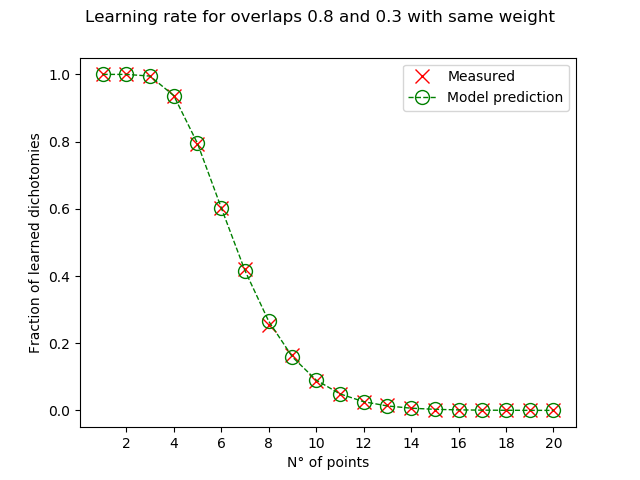 Learning rate for overlaps 0.8 and 0.3 with same weight
Measured
Model prediction
1.0
0.8
0.6
0.4
0.2
0.0
Fraction of learned dichotomies
2 4 6 8 10 12 14 16 18 20
N° of points